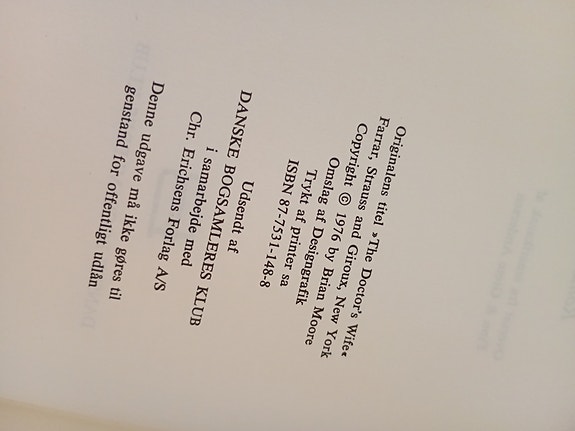 Originalens titel »The Doctor's Wife«
Farrar, Strauss and Giroux, New York
Copyright © 1976 by Brian Moore
Omslag af Designgrafik
Trykt af printer sa
ISBN 87-7531-148-8
Udsendt af
DANSKE BOGSAMLERES KLUB
i samarbejde med
Chr. Erichsens Forlag A/S
Denne udgave må ikke gøres til
genstand for offentligt udlån